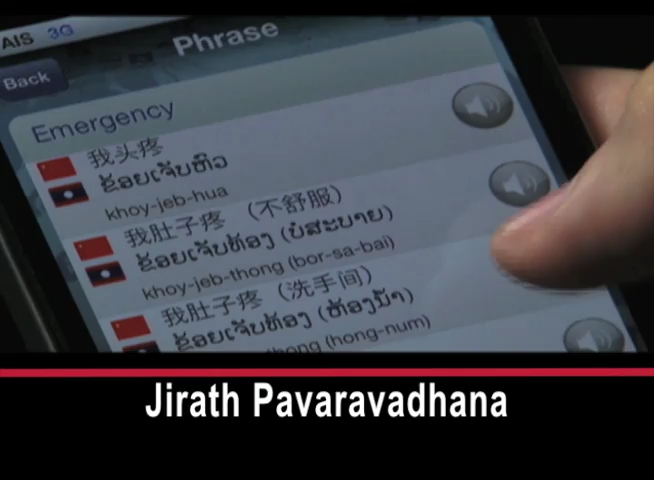 AIS 3G
Back
Phrase
Emergency
我头疼
ຂ້ອຍເຈັບຫົວ
khoy-jeb-hua
我肚子疼 （不舒服）
ຂ້ອຍເຈັບທ້ອງ (ບໍ່ສະບາຍ)
khoy-jeb-thong (bor-sa-bai)
我肚子疼 （洗手间）
ຂ້ອຍເຈັບທ້ອງ (ຫ້ອງນ້ຳ)
(hong-num)
Jirath Pavaravadhana